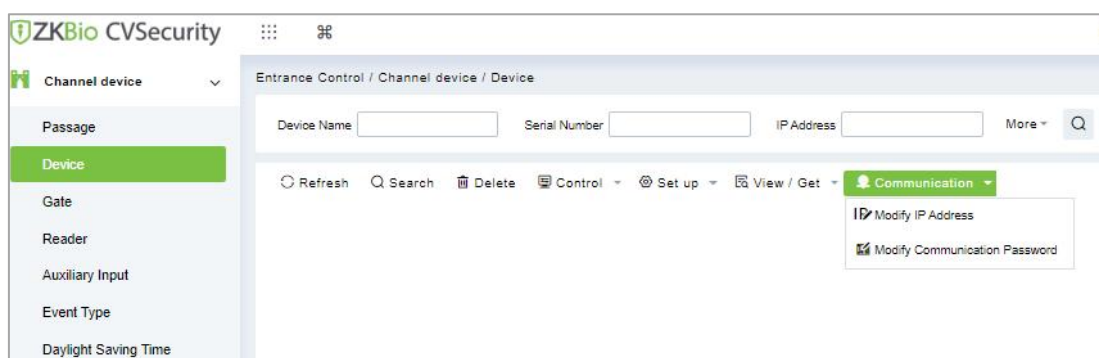 ZKBio CVSecurity
Channel device
Entrance Control / Channel device / Device
Passage
Device Name Serial Number IP Address More
Device
Refresh Search Delete Control Set up View / Get Communication
Gate
Modify IP Address
Reader
Modify Communication Password
Auxiliary Input
Event Type
Daylight Saving Time